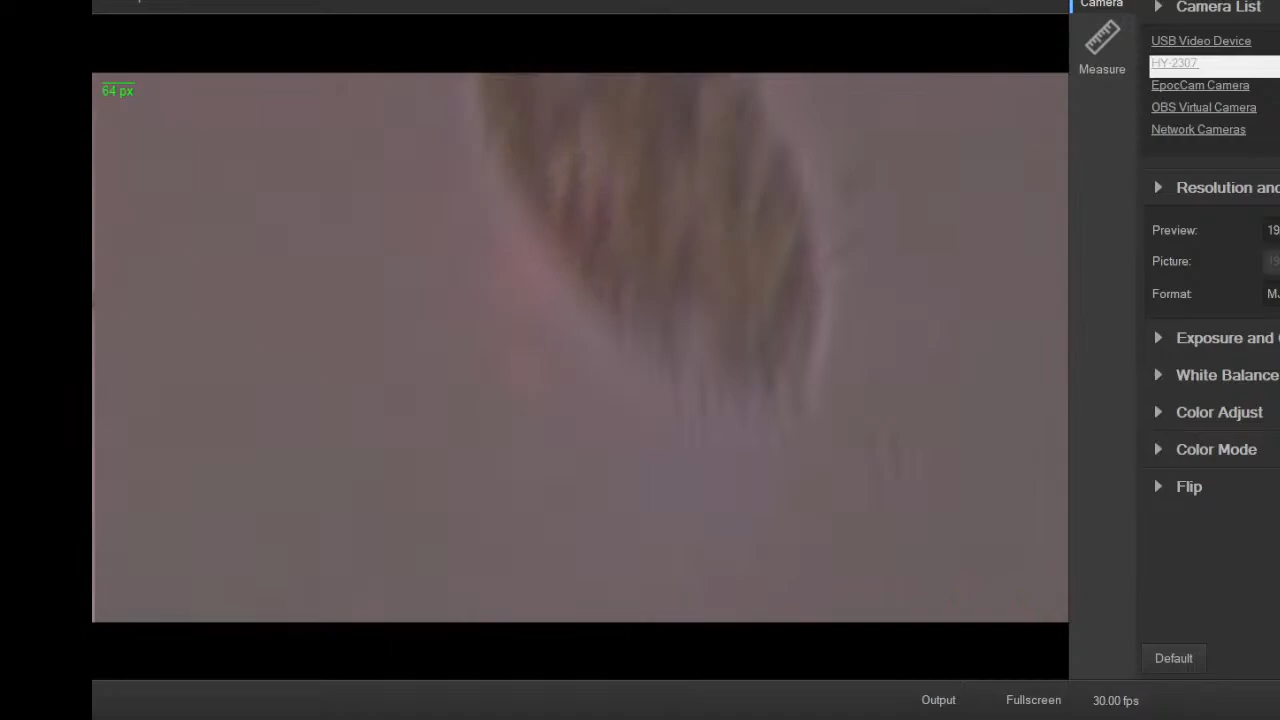 Camera
Measure
64 px
Camera List
USB Video Device
HY-2307
EpocCam Camera
OBS Virtual Camera
Network Cameras
Resolution and
Preview:
19
Picture:
19
Format:
MJ
Exposure and
White Balance
Color Adjust
Color Mode
Flip
Default
Output
Fullscreen
30.00 fps